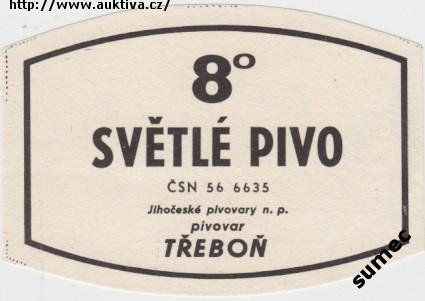 http://www.auktiva.cz/
8°
SVĚTLÉ PIVO
ČSN 56 6635
Jihočeské pivovary n. p.
pivovar
TŘEBOŇ
sumec